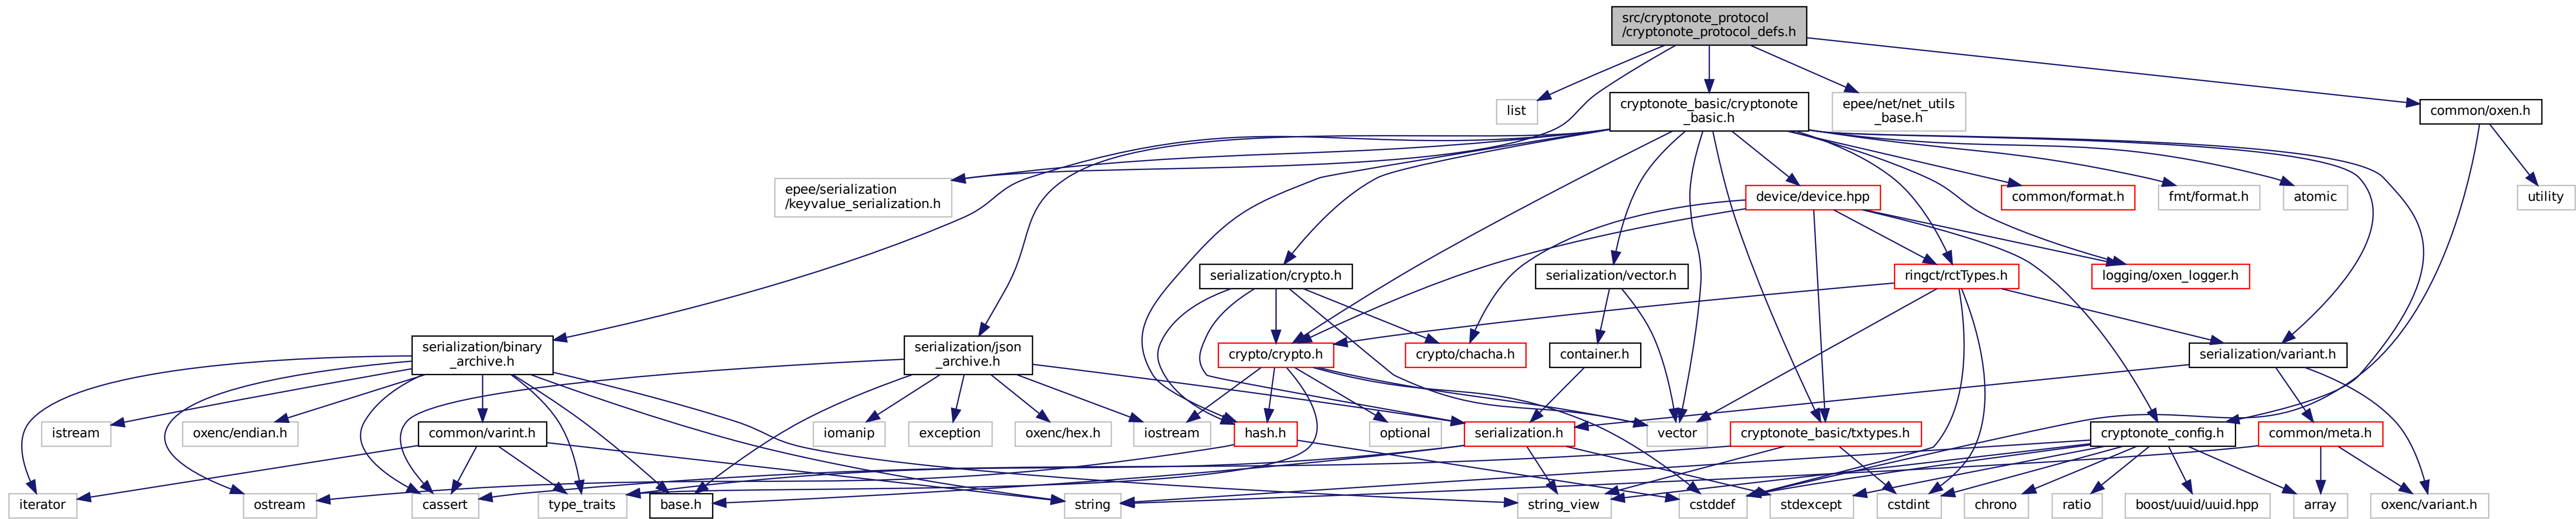 src/cryptonote_protocol
/cryptonote_protocol_defs.h
list
cryptonote_basic/cryptonote
_basic.h
epee/net/net_utils
_base.h
common/oxen.h
epee/serialization
/keyvalue_serialization.h
device/device.hpp
common/format.h
fmt/format.h
atomic
utility
serialization/crypto.h
serialization/vector.h
ringct/rctTypes.h
logging/oxen_logger.h
serialization/binary
_archive.h
serialization/json
_archive.h
crypto/crypto.h
crypto/chacha.h
container.h
serialization/variant.h
istream
oxenc/endian.h
common/varint.h
iomanip
exception
oxenc/hex.h
iostream
hash.h
optional
serialization.h
vector
cryptonote_basic/txtypes.h
cryptonote_config.h
common/meta.h
iterator
ostream
cassert
type_traits
base.h
string
string_view
cstddef
stdexcept
cstdint
chrono
ratio
boost/uuid/uuid.hpp
array
oxenc/variant.h